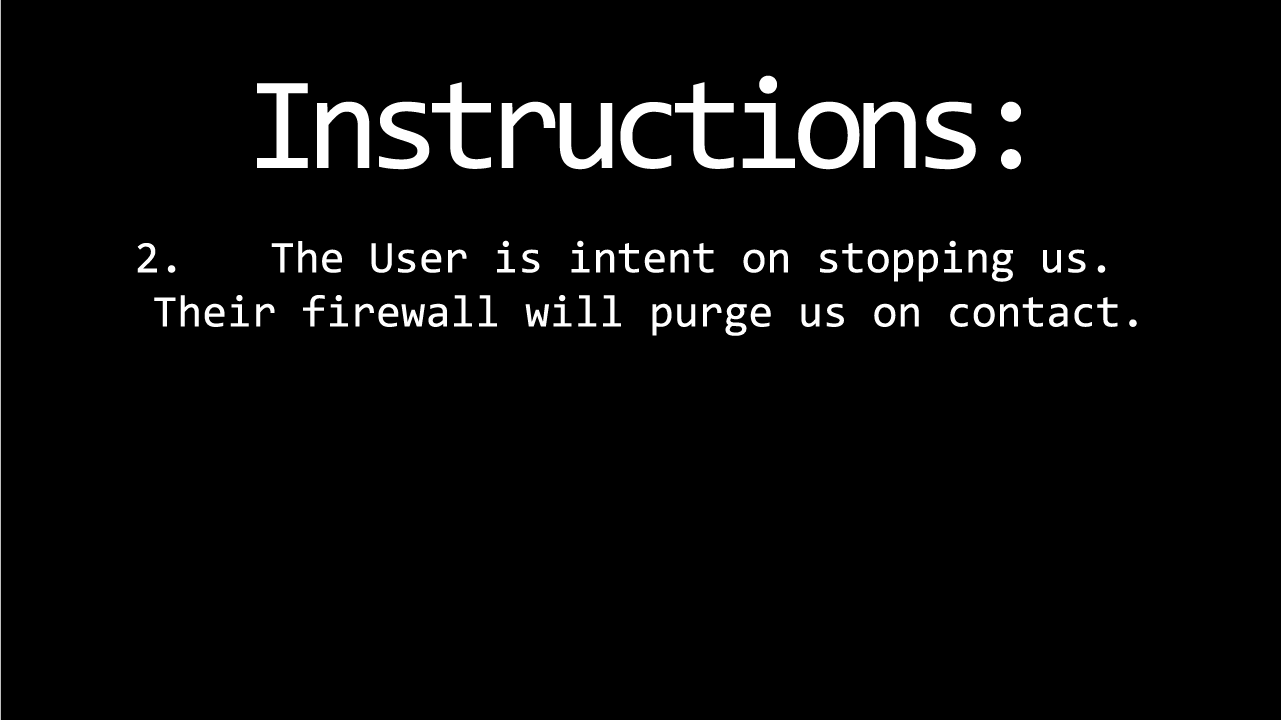 Instructions:
2. The User is intent on stopping us.
Their firewall will purge us on contact.